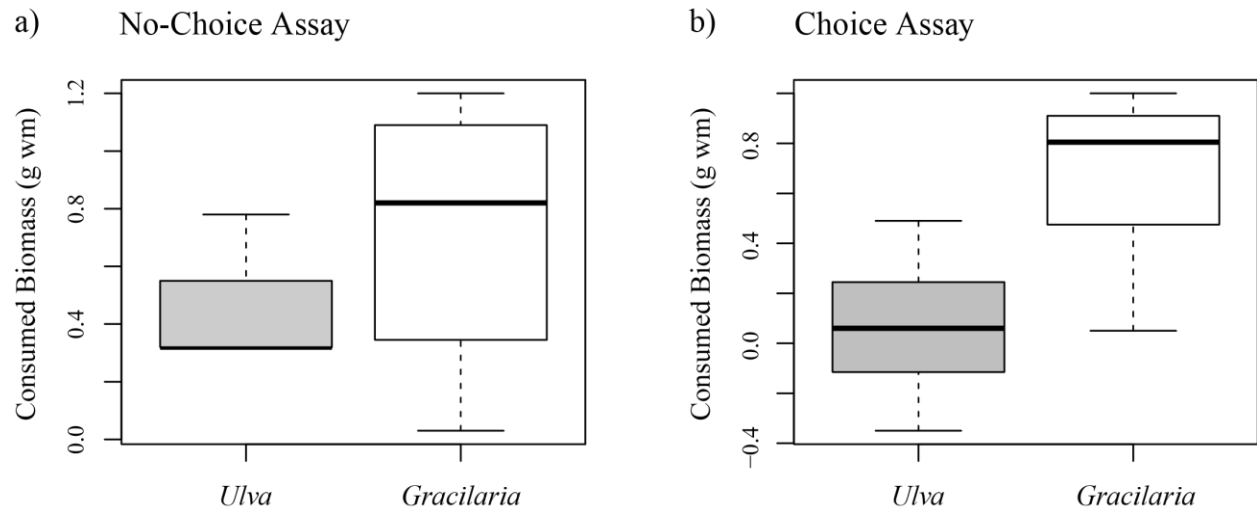 a) No-Choice Assay
Consumed Biomass (g wm)
1.2
0.8
0.4
0.0
Ulva Gracilaria
b) Choice Assay
Consumed Biomass (g wm)
0.8
0.4
0.0
−0.4
Ulva Gracilaria